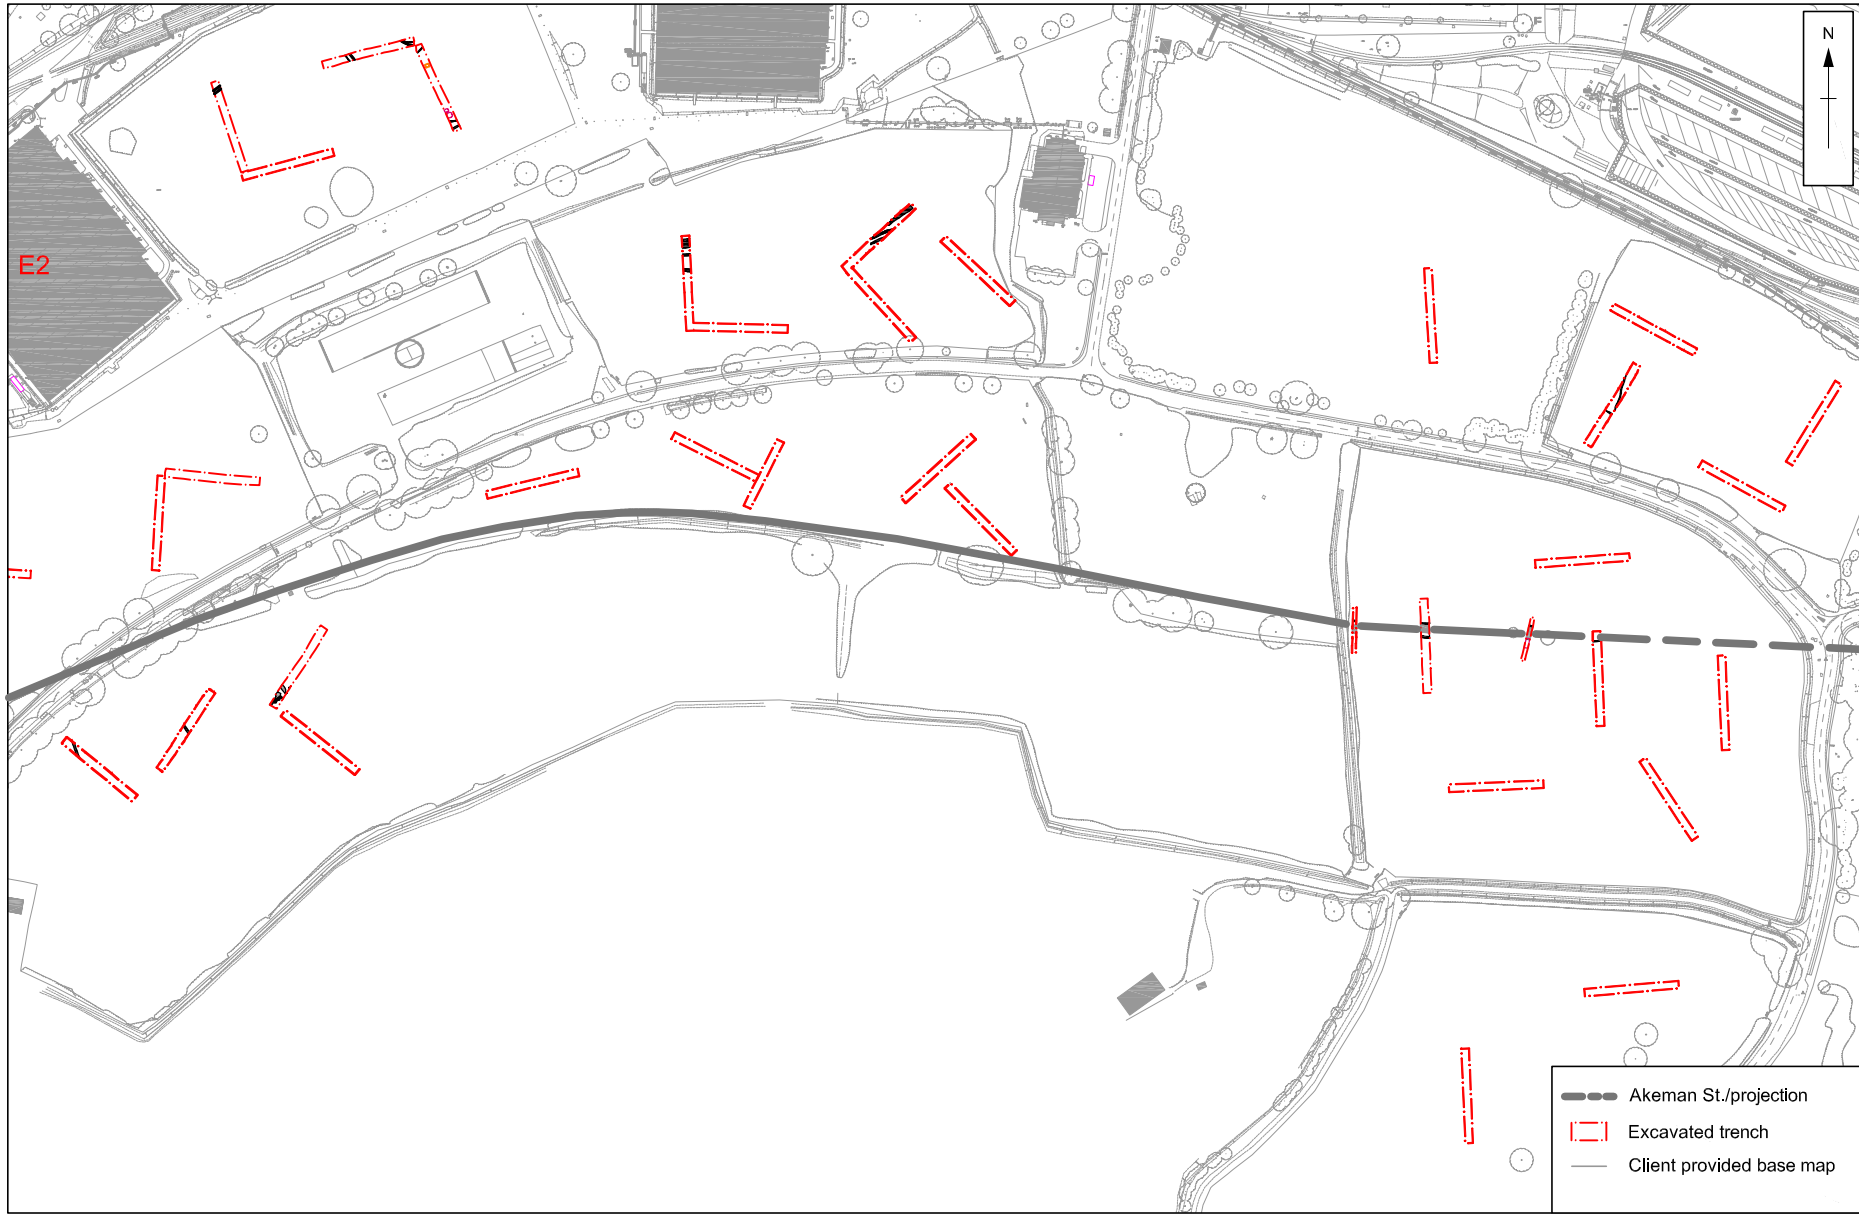 N
E2
Akeman St./projection
Excavated trench
Client provided base map